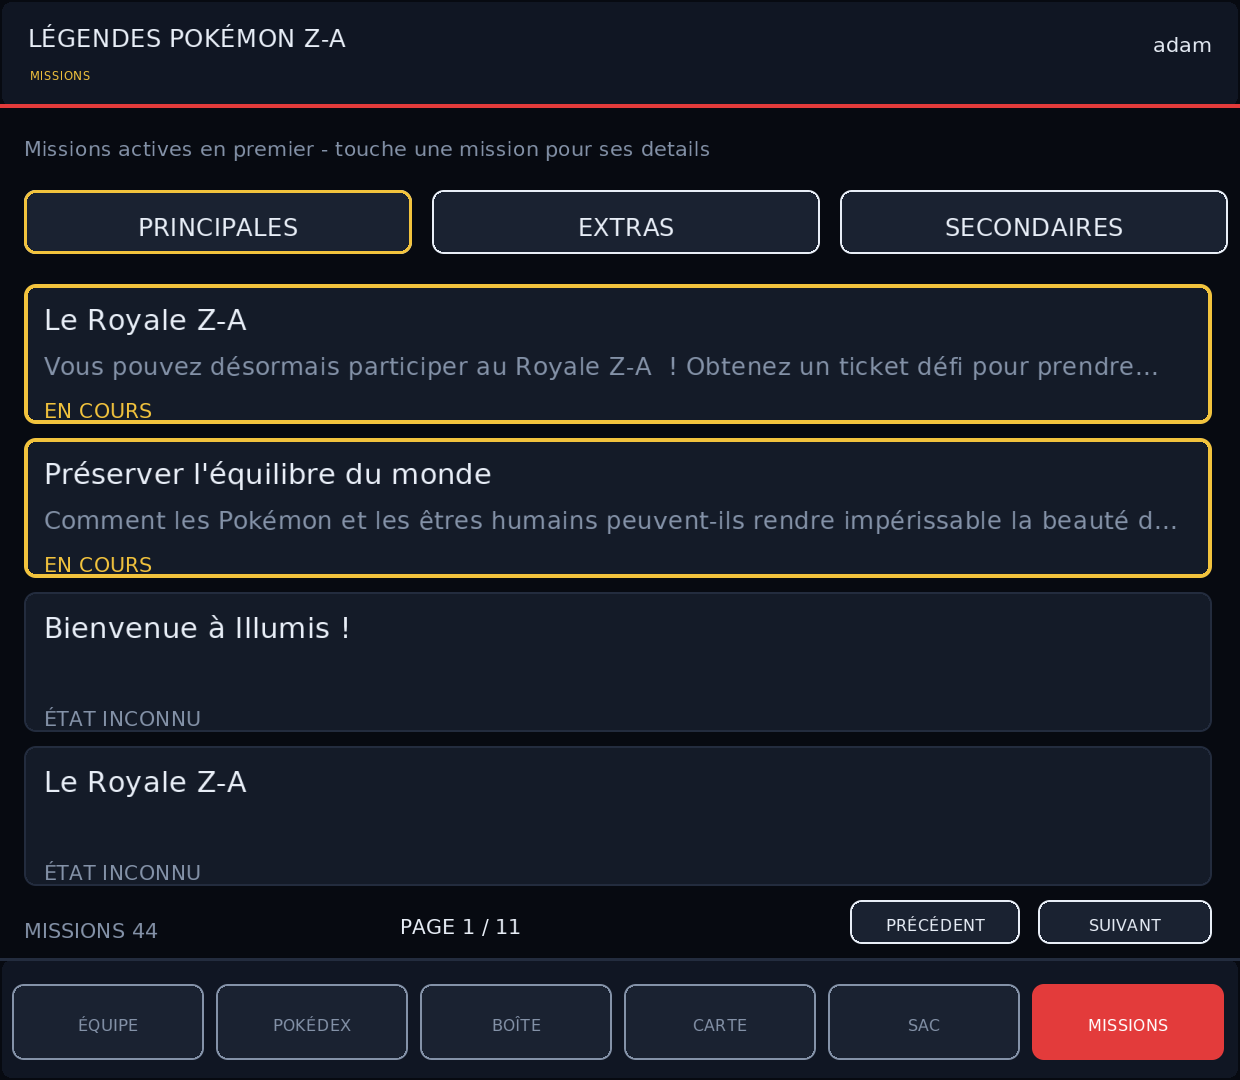 LÉGENDES POKÉMON Z-A
adam
MISSIONS
Missions actives en premier - touche une mission pour ses details
PRINCIPALES
EXTRAS
SECONDAIRES
Le Royale Z-A
Vous pouvez désormais participer au Royale Z-A  ! Obtenez un ticket défi pour prendre...
EN COURS
Préserver l'équilibre du monde
Comment les Pokémon et les êtres humains peuvent-ils rendre impérissable la beauté d...
EN COURS
Bienvenue à Illumis !
ÉTAT INCONNU
Le Royale Z-A
ÉTAT INCONNU
MISSIONS 44
PAGE 1 / 11
PRÉCÉDENT
SUIVANT
ÉQUIPE
POKÉDEX
BOÎTE
CARTE
SAC
MISSIONS